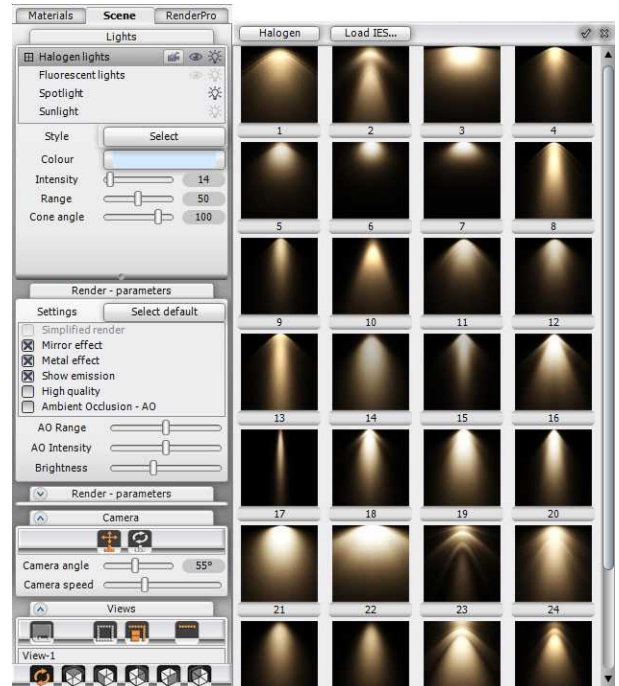 Materials Scene RenderPro
Lights
Halogen lights
Fluorescent lights
Spotlight
Sunlight
Style Select
Colour
Intensity 14
Range 50
Cone angle 100
Render - parameters
Settings Select default
Simplified render
Mirror effect
Metal effect
Show emission
High quality
Ambient Occlusion - AO
AO Range
AO Intensity
Brightness
Render - parameters
Camera
Camera angle 55°
Camera speed
Views
View-1
Halogen Load IES...
1 2 3 4
5 6 7 8
9 10 11 12
13 14 15 16
17 18 19 20
21 22 23 24